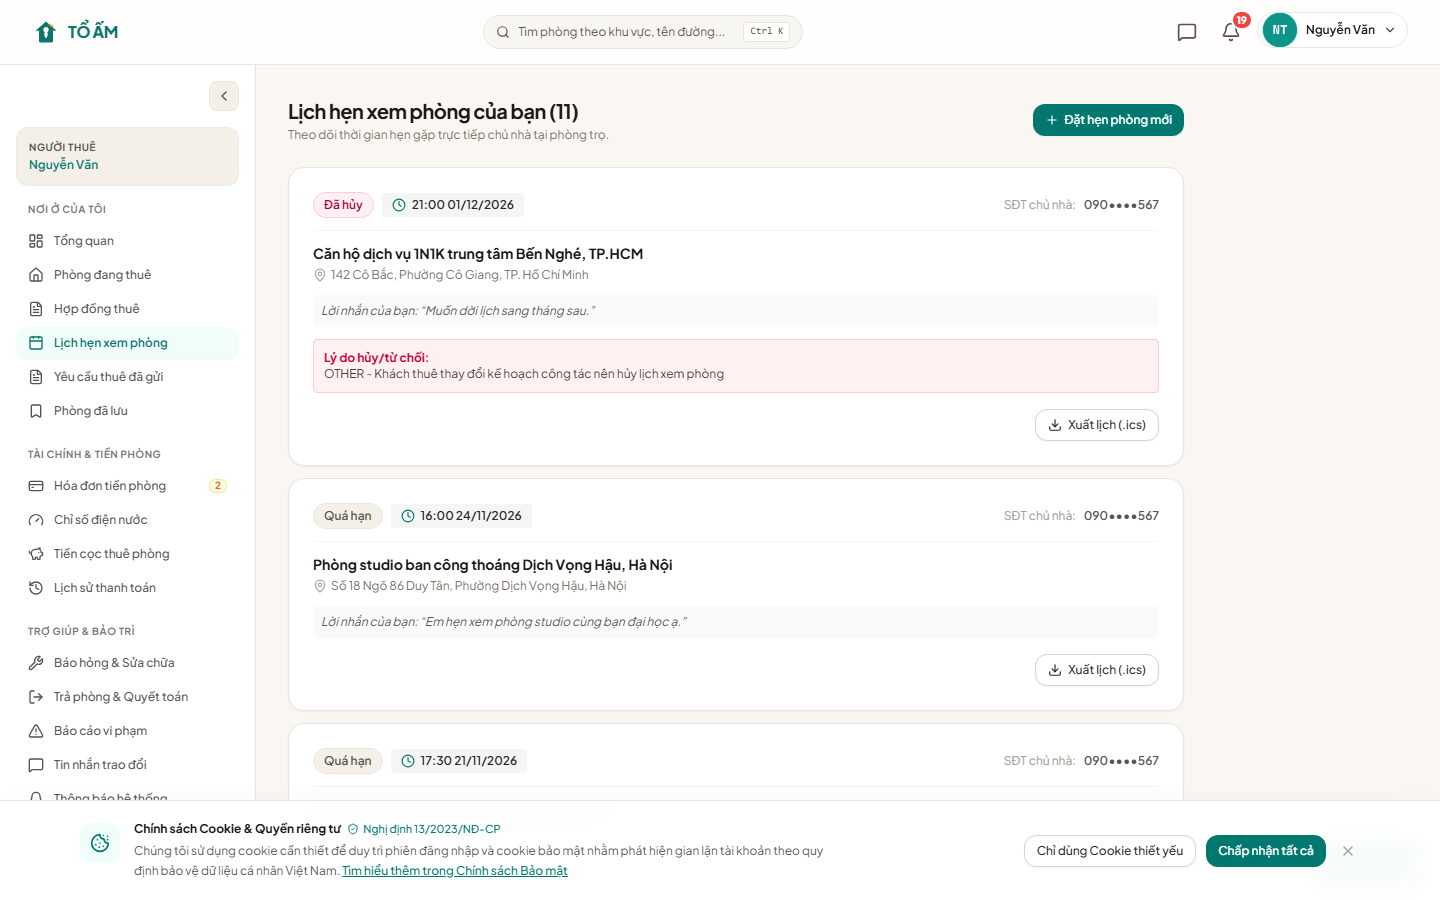 TỔ ẤM
Tìm phòng theo khu vực, tên đường...
Ctrl K
19
NT
Nguyễn Văn
NGƯỜI THUÊ
Nguyễn Văn
NƠI Ở CỦA TÔI
Tổng quan
Phòng đang thuê
Hợp đồng thuê
Lịch hẹn xem phòng
Yêu cầu thuê đã gửi
Phòng đã lưu
TÀI CHÍNH & TIỀN PHÒNG
Hóa đơn tiền phòng
2
Chỉ số điện nước
Tiền cọc thuê phòng
Lịch sử thanh toán
TRỢ GIÚP & BẢO TRÌ
Báo hỏng & Sửa chữa
Trả phòng & Quyết toán
Báo cáo vi phạm
Tin nhắn trao đổi
Thông báo hệ thống
Lịch hẹn xem phòng của bạn (11)
Theo dõi thời gian hẹn gặp trực tiếp chủ nhà tại phòng trọ.
Đặt hẹn phòng mới
Đã hủy
21:00 01/12/2026
SĐT chủ nhà: 090••••567
Căn hộ dịch vụ 1N1K trung tâm Bến Nghé, TP.HCM
142 Cô Bắc, Phường Cô Giang, TP. Hồ Chí Minh
Lời nhắn của bạn: "Muốn dời lịch sang tháng sau."
Lý do hủy/từ chối:
OTHER - Khách thuê thay đổi kế hoạch công tác nên hủy lịch xem phòng
Xuất lịch (.ics)
Quá hạn
16:00 24/11/2026
SĐT chủ nhà: 090••••567
Phòng studio ban công thoáng Dịch Vọng Hậu, Hà Nội
Số 18 Ngõ 86 Duy Tân, Phường Dịch Vọng Hậu, Hà Nội
Lời nhắn của bạn: "Em hẹn xem phòng studio cùng bạn đại học ạ."
Xuất lịch (.ics)
Quá hạn
17:30 21/11/2026
SĐT chủ nhà: 090••••567
Chính sách Cookie & Quyền riêng tư
Nghị định 13/2023/NĐ-CP
Chúng tôi sử dụng cookie cần thiết để duy trì phiên đăng nhập và cookie bảo mật nhằm phát hiện gian lận tài khoản theo quy
định bảo vệ dữ liệu cá nhân Việt Nam. Tìm hiểu thêm trong Chính sách Bảo mật
Chỉ dùng Cookie thiết yếu
Chấp nhận tất cả